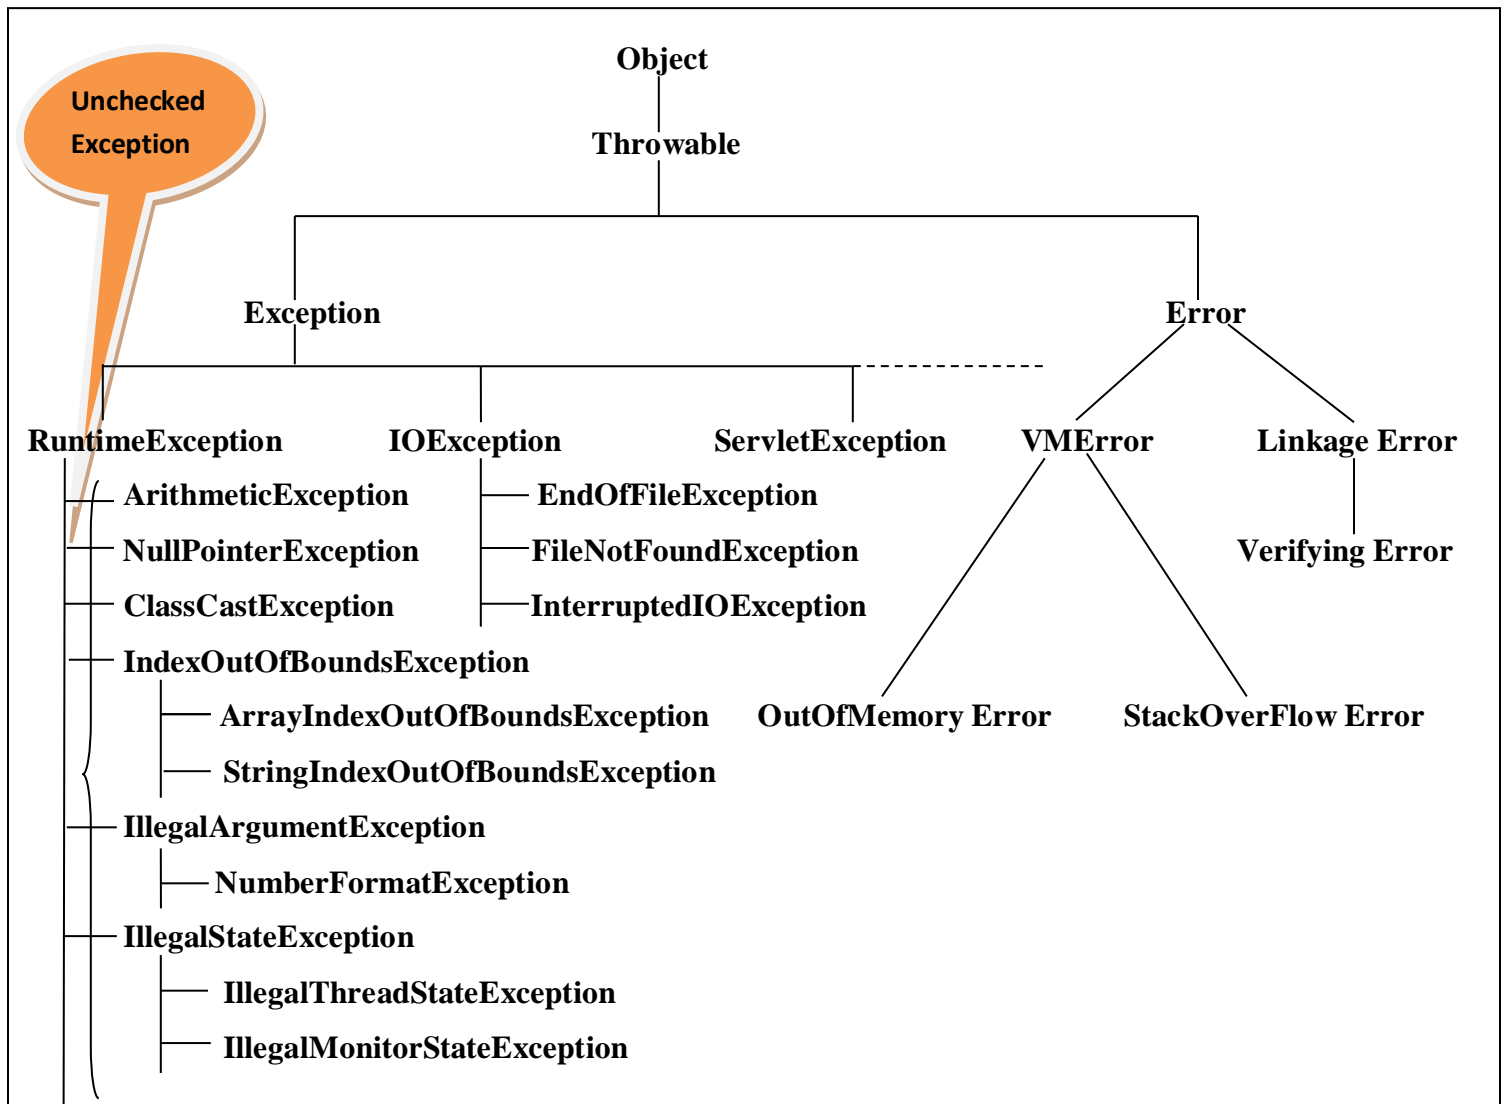 Object
Unchecked
Exception
Throwable
Exception
Error
RuntimeException
IOException
ServletException
VMError
Linkage Error
ArithmeticException
EndOfFileException
NullPointerException
FileNotFoundException
Verifying Error
ClassCastException
InterruptedIOException
IndexOutOfBoundsException
ArrayIndexOutOfBoundsException
OutOfMemory Error
StackOverFlow Error
StringIndexOutOfBoundsException
IllegalArgumentException
NumberFormatException
IllegalStateException
IllegalThreadStateException
IllegalMonitorStateException